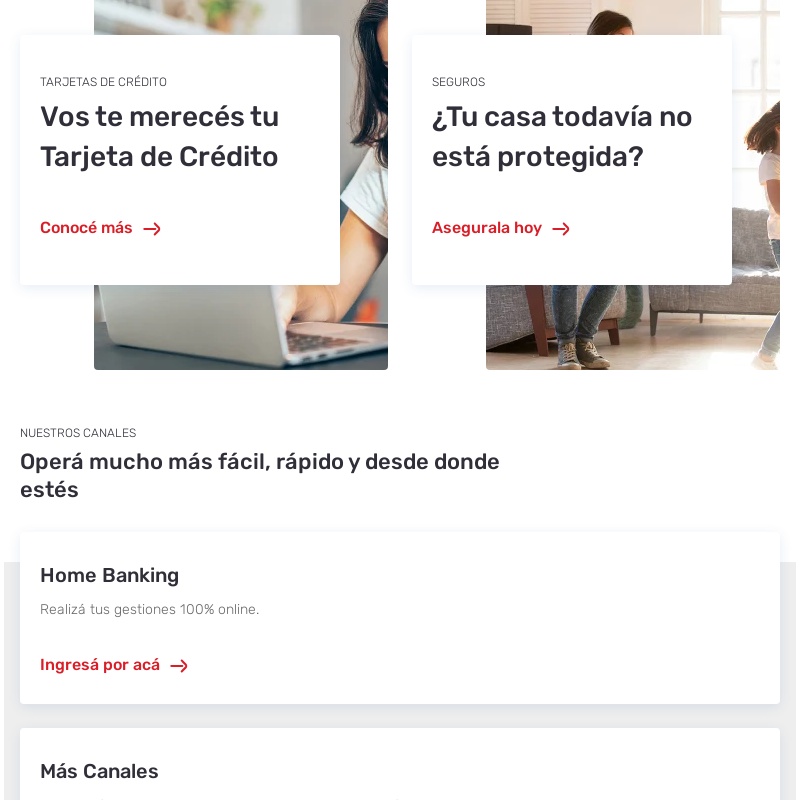 TARJETAS DE CRÉDITO
Vos te merecés tu
Tarjeta de Crédito
Conocé más
SEGUROS
¿Tu casa todavía no
está protegida?
Asegurala hoy
NUESTROS CANALES
Operá mucho más fácil, rápido y desde donde
estés
Home Banking
Realizá tus gestiones 100% online.
Ingresá por acá
Más Canales